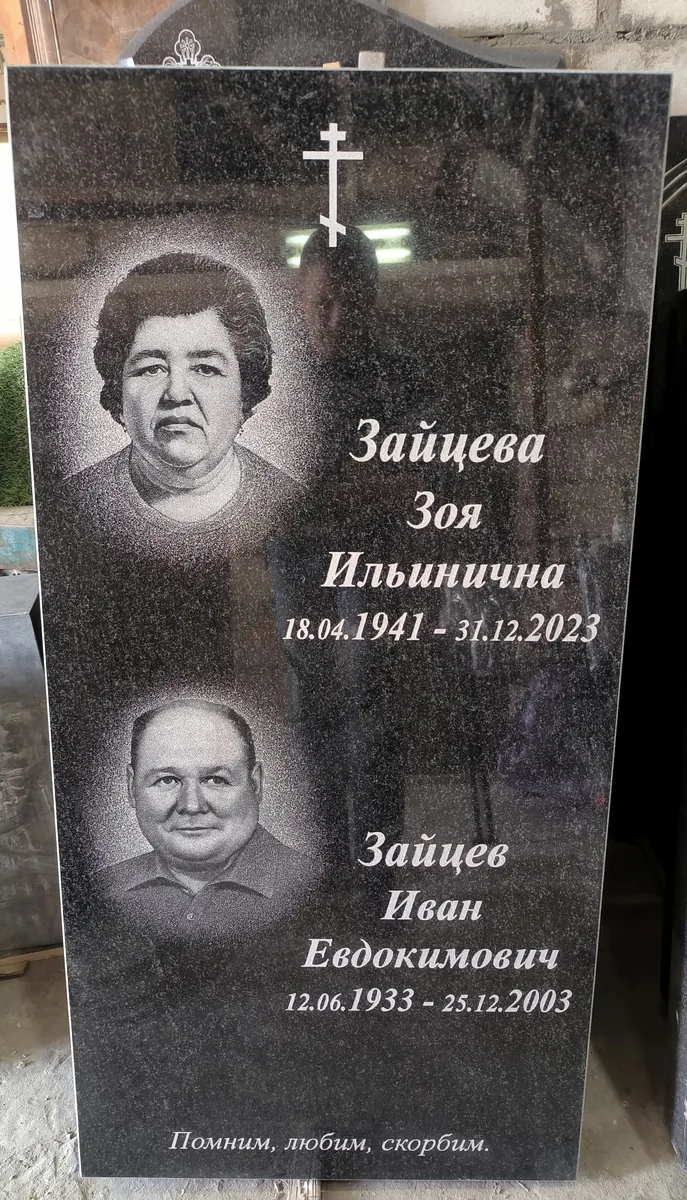 Зайцева
Зоя
Ильинична
18.04.1941 - 31.12.2023
Зайцев
Иван
Евдокимович
12.06.1933 - 25.12.2003
Помним, любим, скорбим.